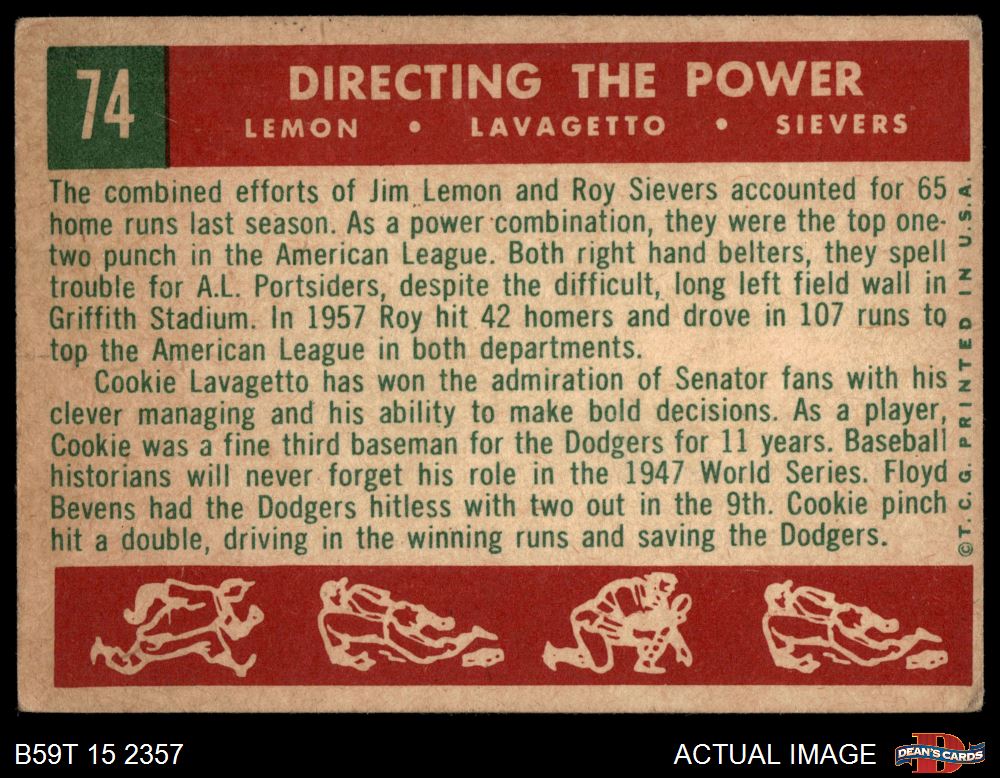 74
DIRECTING THE POWER
LEMON • LAVAGETTO • SIEVERS
The combined efforts of Jim Lemon and Roy Sievers accounted for 65
home runs last season. As a power combination, they were the top one-
two punch in the American League. Both right hand belters, they spell
trouble for A.L. Portsiders, despite the difficult, long left field wall in
Griffith Stadium. In 1957 Roy hit 42 homers and drove in 107 runs to
top the American League in both departments.
Cookie Lavagetto has won the admiration of Senator fans with his
clever managing and his ability to make bold decisions. As a player,
Cookie was a fine third baseman for the Dodgers for 11 years. Baseball
historians will never forget his role in the 1947 World Series. Floyd
Bevens had the Dodgers hitless with two out in the 9th. Cookie pinch
hit a double, driving in the winning runs and saving the Dodgers.
©T. C. G. PRINTED IN U.S.A.
B59T 15 2357
ACTUAL IMAGE
D
DEAN'S CARDS